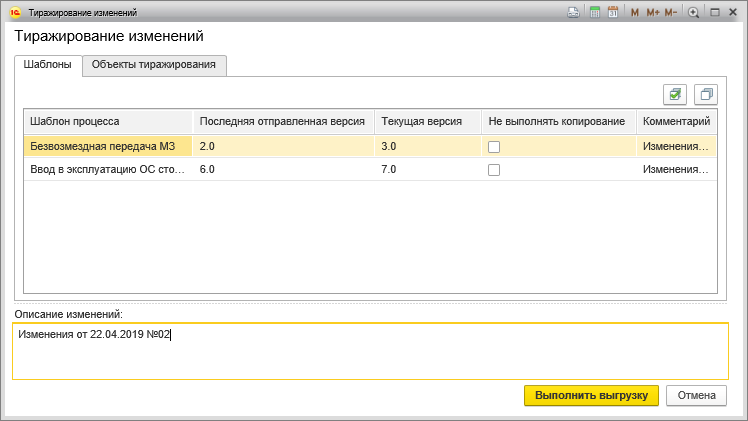 1С Тиражирование изменений M M+ M-
Тиражирование изменений
Шаблоны Объекты тиражирования
Шаблон процесса Последняя отправленная версия Текущая версия Не выполнять копирование Комментарий
Безвозмездная передача МЗ 2.0 3.0 Изменения...
Ввод в эксплуатацию ОС сто... 6.0 7.0 Изменения...
Описание изменений:
Изменения от 22.04.2019 №02
Выполнить выгрузку Отмена